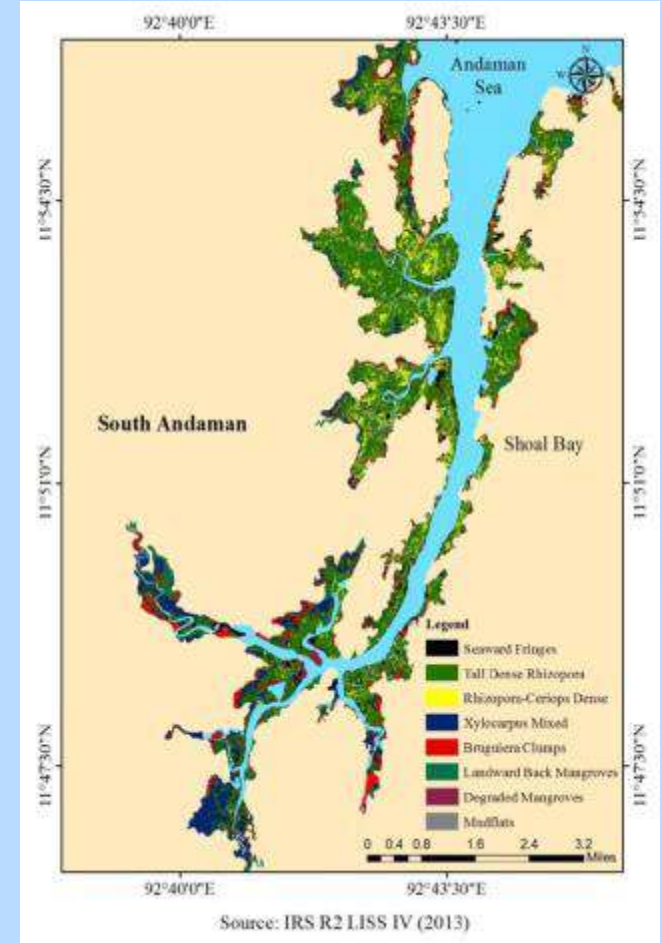 92°40'0"E 92°43'30"E
Andaman
Sea
N
W
11°54'30"N 11°54'30"N
South Andaman
Shoal Bay
11°51'0"N 11°51'0"N
Legend
Seaward Fringes
Tall Dense Rhizopora
Rhizopora-Ceriops Dense
Xylocarpus Mixed
Bruguiera Clumps
Landward Back Mangroves
Degraded Mangroves
Mudflats
11°47'30"N 11°47'30"N
0 0.4 0.8 1.6 2.4 3.2
Miles
92°40'0"E 92°43'30"E
Source: IRS R2 LISS IV (2013)